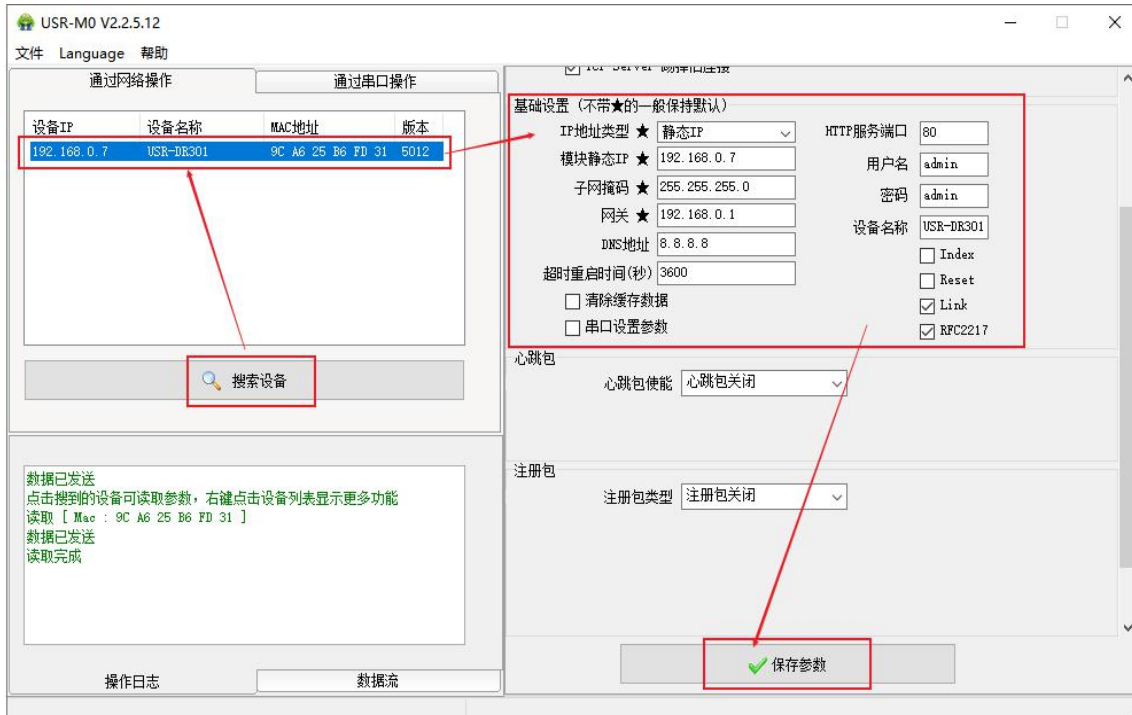 USR-M0 V2.2.5.12
文件 Language 帮助
通过网络操作 通过串口操作
设备IP 设备名称 MAC地址 版本
192.168.0.7 USR-DR301 9C A6 25 B6 FD 31 5012
搜索设备
数据已发送
点击搜到的设备可读取参数，右键点击设备列表显示更多功能
读取 [ Mac : 9C A6 25 B6 FD 31 ]
数据已发送
读取完成
操作日志 数据流
基础设置（不带★的一般保持默认）
IP地址类型 ★ 静态IP HTTP服务端口 80
模块静态IP ★ 192.168.0.7 用户名 admin
子网掩码 ★ 255.255.255.0 密码 admin
网关 ★ 192.168.0.1 设备名称 USR-DR301
DNS地址 8.8.8.8 Index
超时重启时间(秒) 3600 Reset
清除缓存数据 Link
串口设置参数 RFC2217
心跳包
心跳包使能 心跳包关闭
注册包
注册包类型 注册包关闭
保存参数